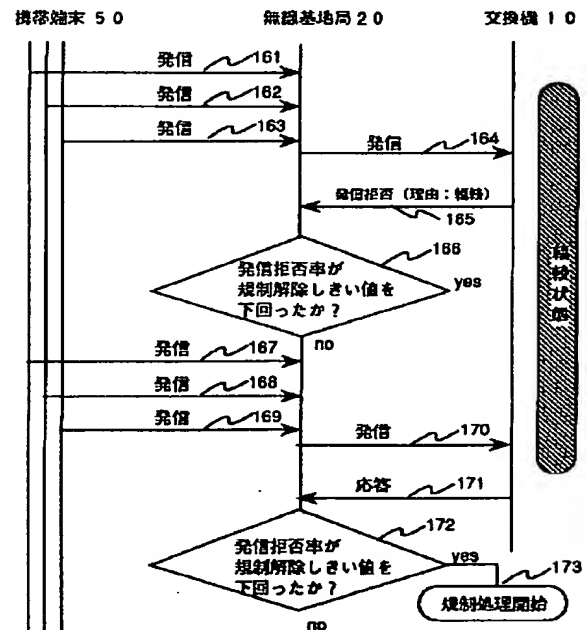 携帯端末 50
無線基地局 20
交換機 10
発信
161
発信
162
発信
163
発信
164
発信拒否 (理由:輻輳)
165
輻輳状態
166
発信拒否率が
規制解除しきい値を
下回ったか?
yes
no
発信
167
発信
168
発信
169
発信
170
応答
171
172
発信拒否率が
規制解除しきい値を
下回ったか?
yes
173
規制処理開始
no